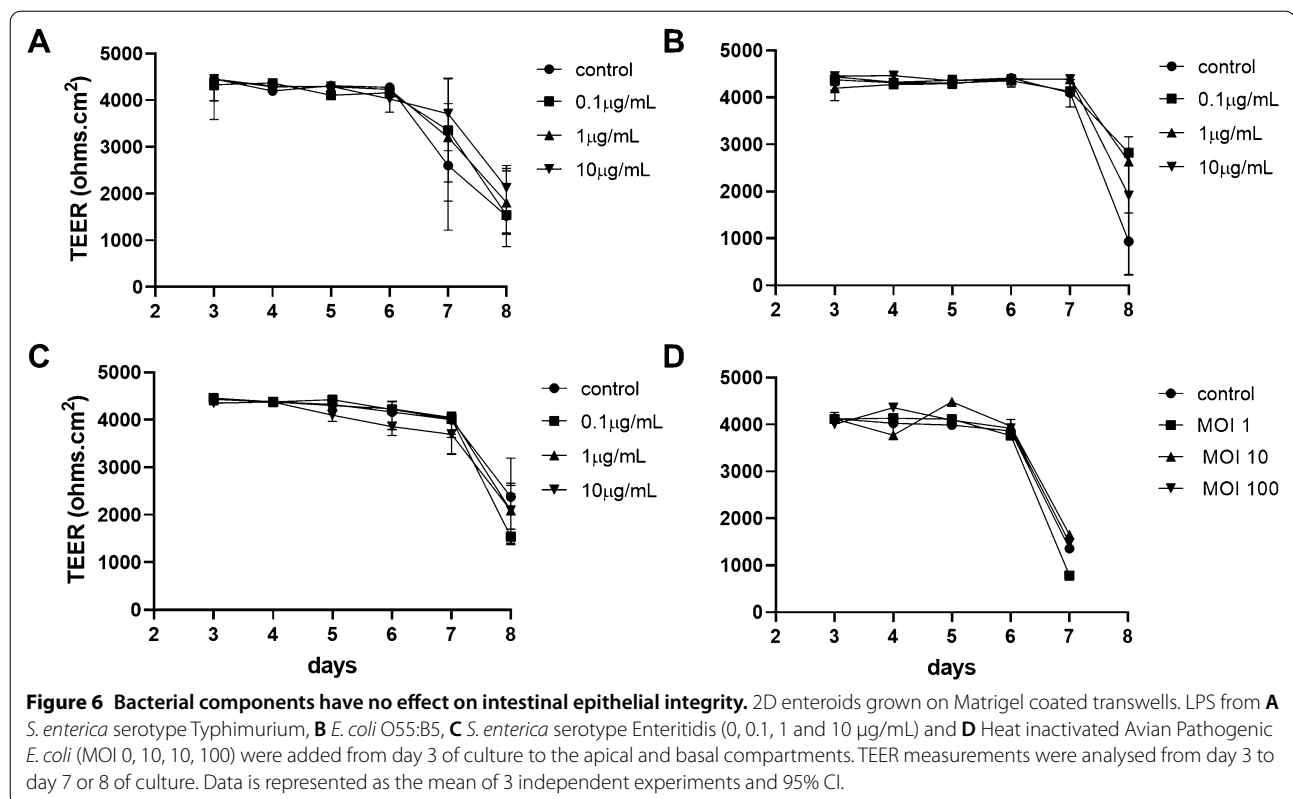 A
TEER (ohms.cm2)
5000
4000
3000
2000
1000
0
2 3 4 5 6 7 8
control
0.1µg/mL
1µg/mL
10µg/mL
B
5000
4000
3000
2000
1000
0
2 3 4 5 6 7 8
control
0.1µg/mL
1µg/mL
10µg/mL
C
TEER (ohms.cm2)
5000
4000
3000
2000
1000
0
2 3 4 5 6 7 8
days
control
0.1µg/mL
1µg/mL
10µg/mL
D
5000
4000
3000
2000
1000
0
2 3 4 5 6 7 8
days
control
MOI 1
MOI 10
MOI 100
Figure 6 Bacterial components have no effect on intestinal epithelial integrity. 2D enteroids grown on Matrigel coated transwells. LPS from A
S. enterica serotype Typhimurium, B E. coli O55:B5, C S. enterica serotype Enteritidis (0, 0.1, 1 and 10 µg/mL) and D Heat inactivated Avian Pathogenic
E. coli (MOI 0, 10, 10, 100) were added from day 3 of culture to the apical and basal compartments. TEER measurements were analysed from day 3 to
day 7 or 8 of culture. Data is represented as the mean of 3 independent experiments and 95% CI.